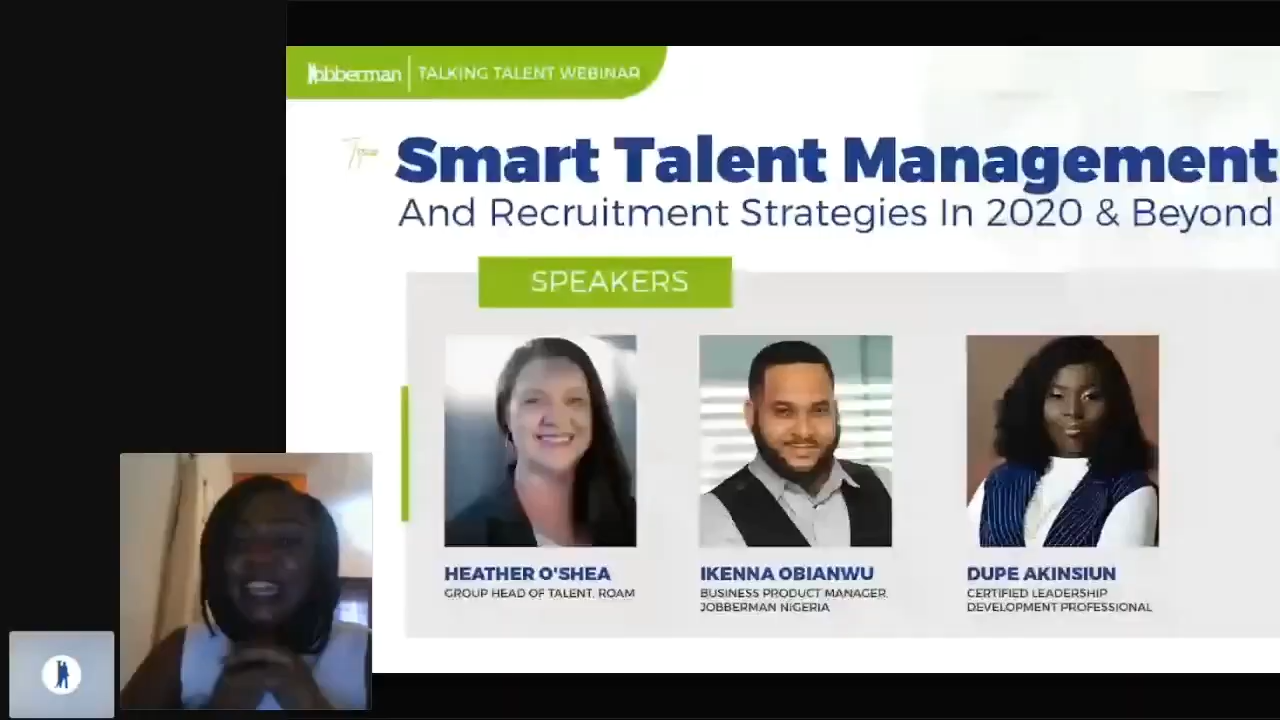 Jobberman TALKING TALENT WEBINAR
Smart Talent Management
And Recruitment Strategies In 2020 & Beyond
SPEAKERS
HEATHER O'SHEA
GROUP HEAD OF TALENT, ROAM
IKENNA OBIANWU
BUSINESS PRODUCT MANAGER,
JOBBERMAN NIGERIA
DUPE AKINSIUN
CERTIFIED LEADERSHIP
DEVELOPMENT PROFESSIONAL